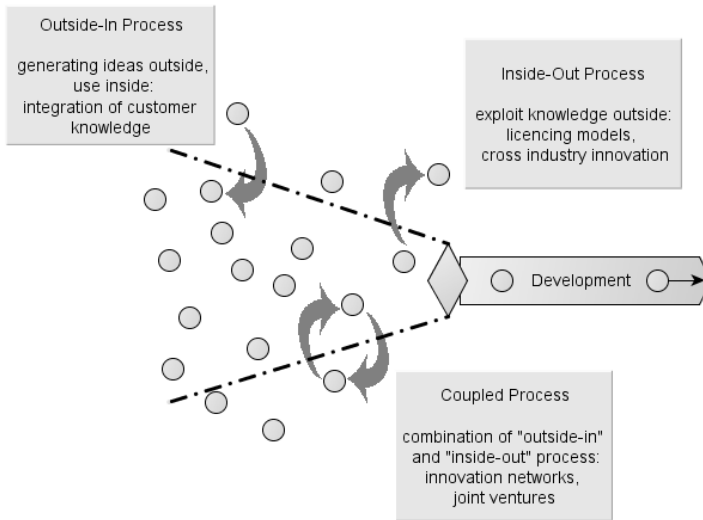 Outside-In Process
generating ideas outside,
use inside:
integration of customer
knowledge
Inside-Out Process
exploit knowledge outside:
licencing models,
cross industry innovation
Development
Coupled Process
combination of "outside-in"
and "inside-out" process:
innovation networks,
joint ventures